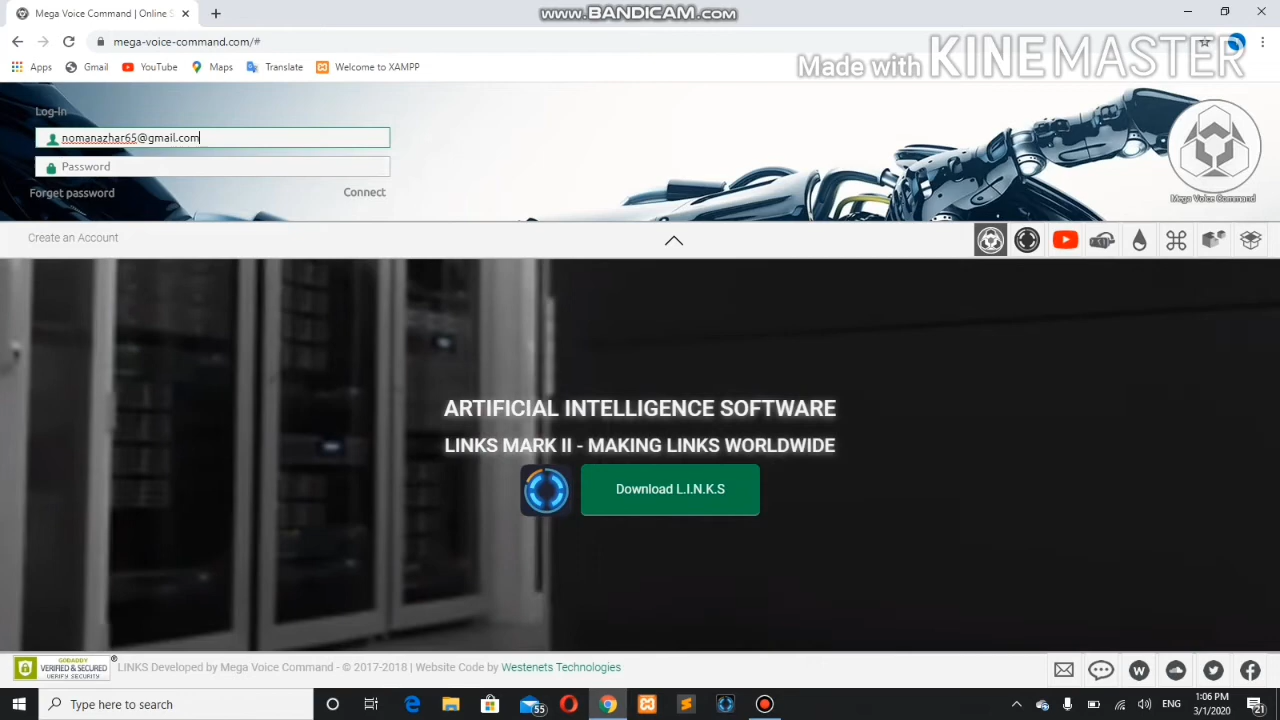 Mega Voice Command | Online S
www.BANDICAM.com
mega-voice-command.com/#
Apps
Gmail
YouTube
Maps
Translate
Welcome to XAMPP
Made with KINEMASTER
Log-In
nomanazhar65@gmail.com
Password
Forget password
Connect
Mega Voice Command
Create an Account
ARTIFICIAL INTELLIGENCE SOFTWARE
LINKS MARK II - MAKING LINKS WORLDWIDE
Download L.I.N.K.S
GODADDY
VERIFIED & SECURED
VERIFY SECURITY
LINKS Developed by Mega Voice Command - © 2017-2018 | Website Code by Westenets Technologies
Type here to search
55
ENG
1:06 PM
3/1/2020
21